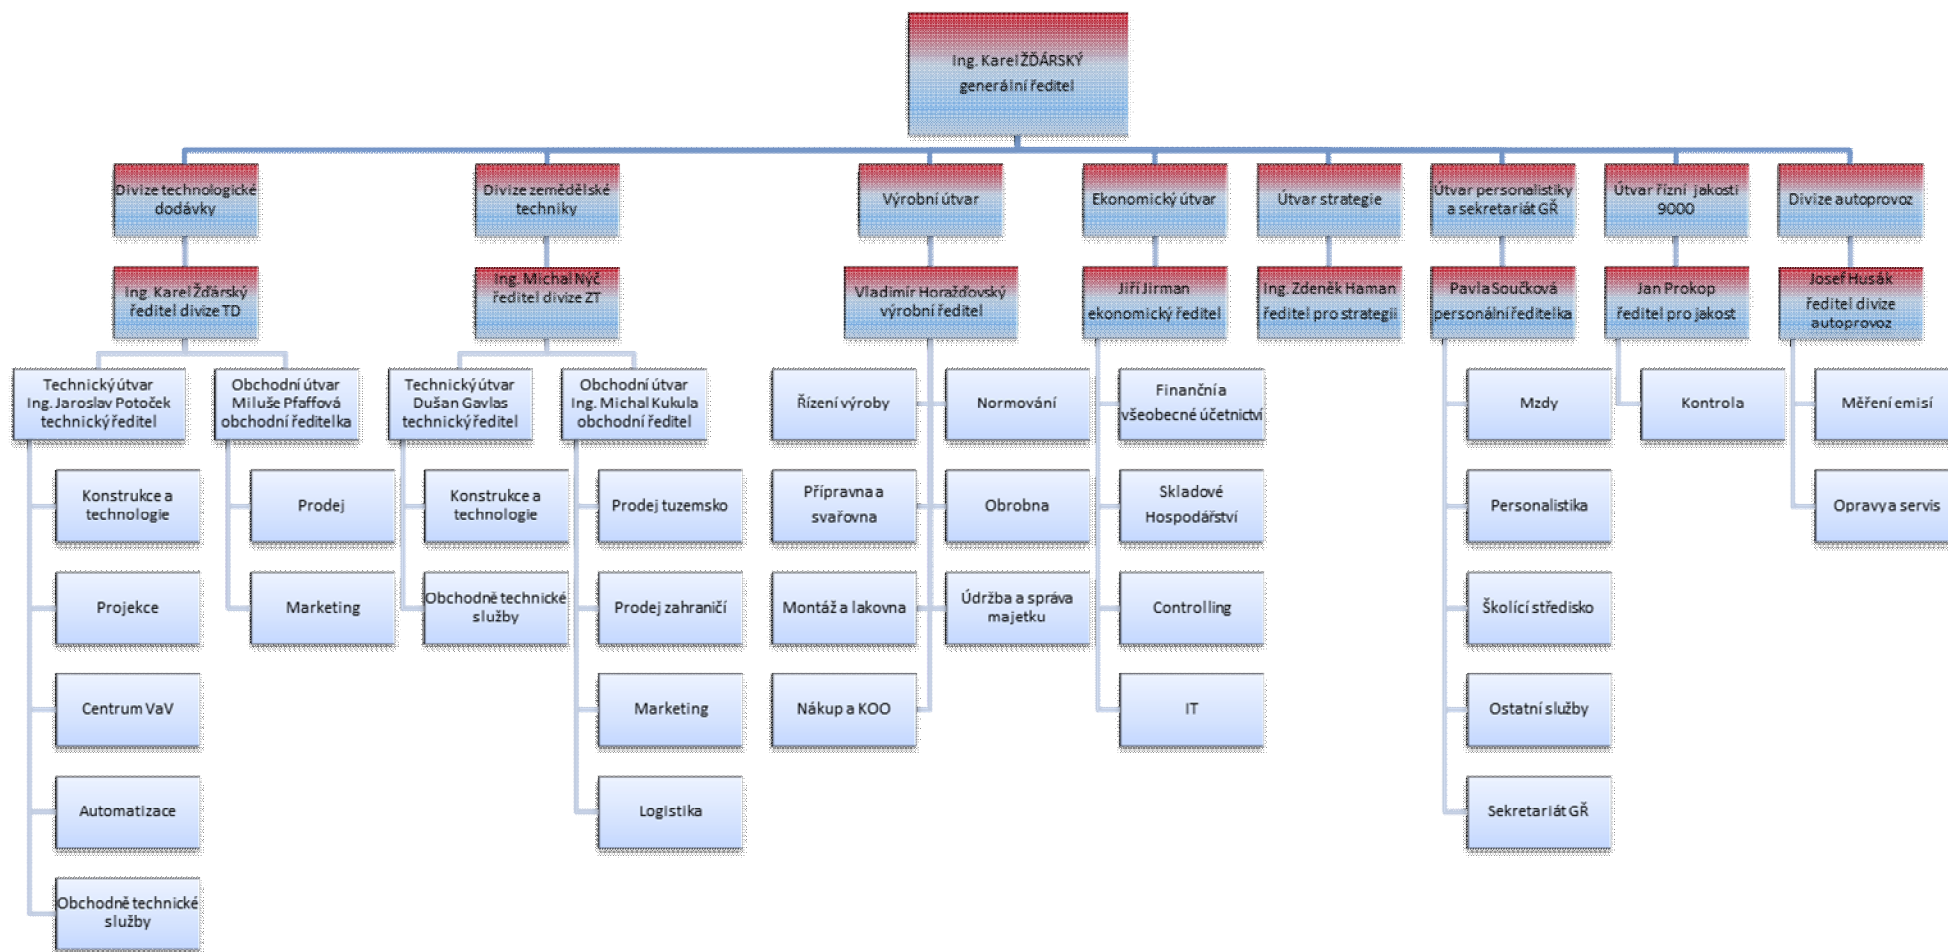 Ing. Karel ŽĎÁRSKÝ
generální ředitel
Divize technologické
dodávky
Divize zemědělské
techniky
Výrobní útvar
Ekonomický útvar
Útvar strategie
Útvar personalistiky
a sekretariát GŘ
Útvar řízní jakosti
9000
Divize autoprovoz
Ing. Karel Žďárský
ředitel divize TD
Ing. Michal Nýč
ředitel divize ZT
Vladimír Horažďovský
výrobní ředitel
Jiří Jirman
ekonomický ředitel
Ing. Zdeněk Haman
ředitel pro strategii
Pavla Součková
personální ředitelka
Jan Prokop
ředitel pro jakost
Josef Husák
ředitel divize
autoprovoz
Technický útvar
Ing. Jaroslav Potoček
technický ředitel
Obchodní útvar
Miluše Pfaffová
obchodní ředitelka
Technický útvar
Dušan Gavlas
technický ředitel
Obchodní útvar
Ing. Michal Kukula
obchodní ředitel
Řízení výroby
Normování
Finanční a
všeobecné účetnictví
Mzdy
Kontrola
Měření emisí
Konstrukce a
technologie
Prodej
Konstrukce a
technologie
Prodej tuzemsko
Přípravna a
svařovna
Obrobna
Skladové
Hospodářství
Personalistika
Opravy a servis
Projekce
Marketing
Obchodně technické
služby
Prodej zahraničí
Montáž a lakovna
Údržba a správa
majetku
Controlling
Školící středisko
Centrum VaV
Marketing
Nákup a KOO
IT
Ostatní služby
Automatizace
Logistika
Sekretariát GŘ
Obchodně technické
služby